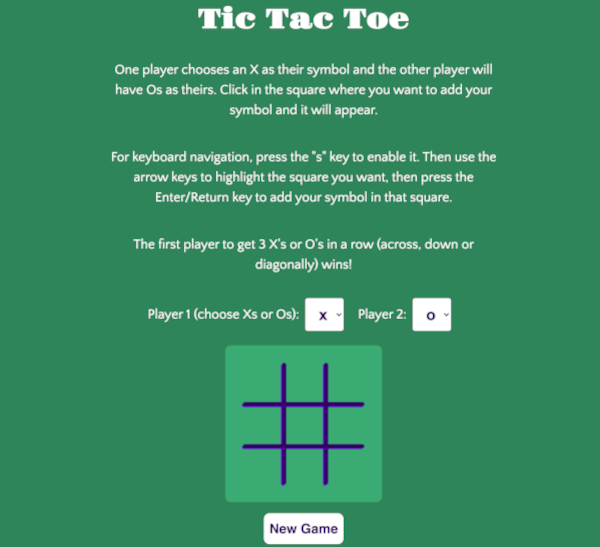 Tic Tac Toe
One player chooses an X as their symbol and the other player will
have Os as theirs. Click in the square where you want to add your
symbol and it will appear.
For keyboard navigation, press the "s" key to enable it. Then use the
arrow keys to highlight the square you want, then press the
Enter/Return key to add your symbol in that square.
The first player to get 3 X's or O's in a row (across, down or
diagonally) wins!
Player 1 (choose Xs or Os): X Player 2: O
New Game